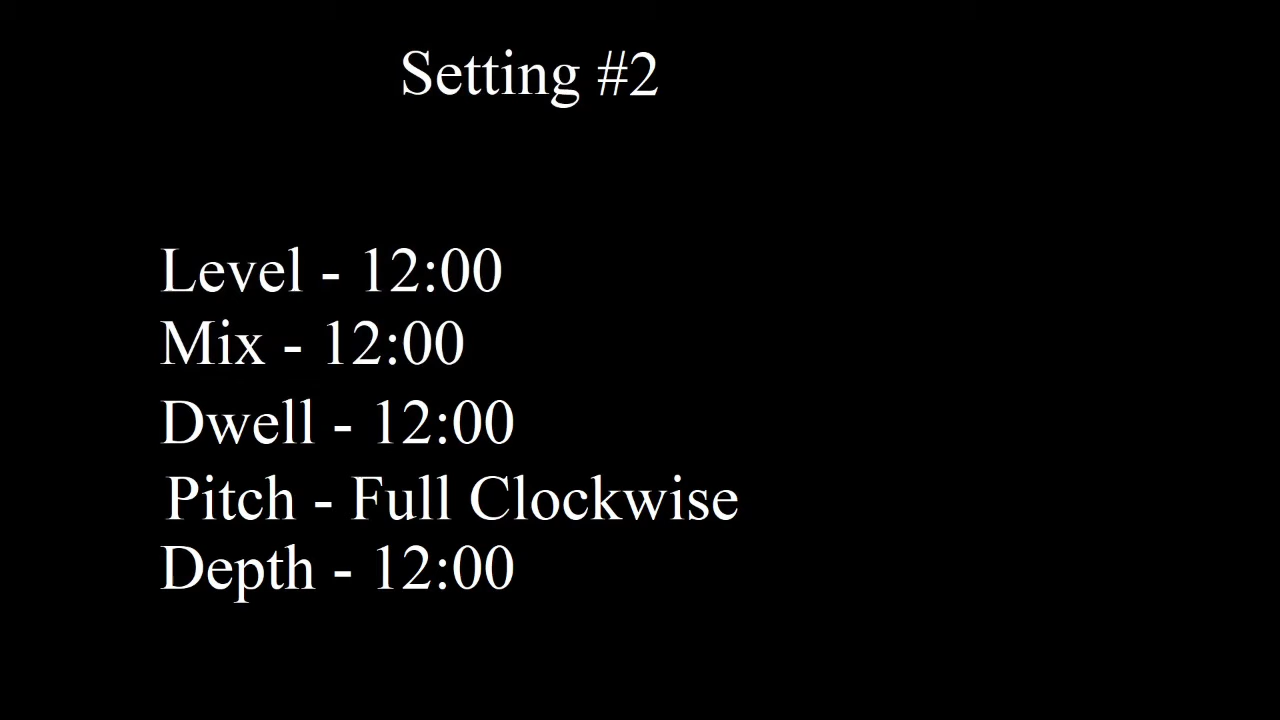 Setting #2
Level - 12:00
Mix - 12:00
Dwell - 12:00
Pitch - Full Clockwise
Depth - 12:00